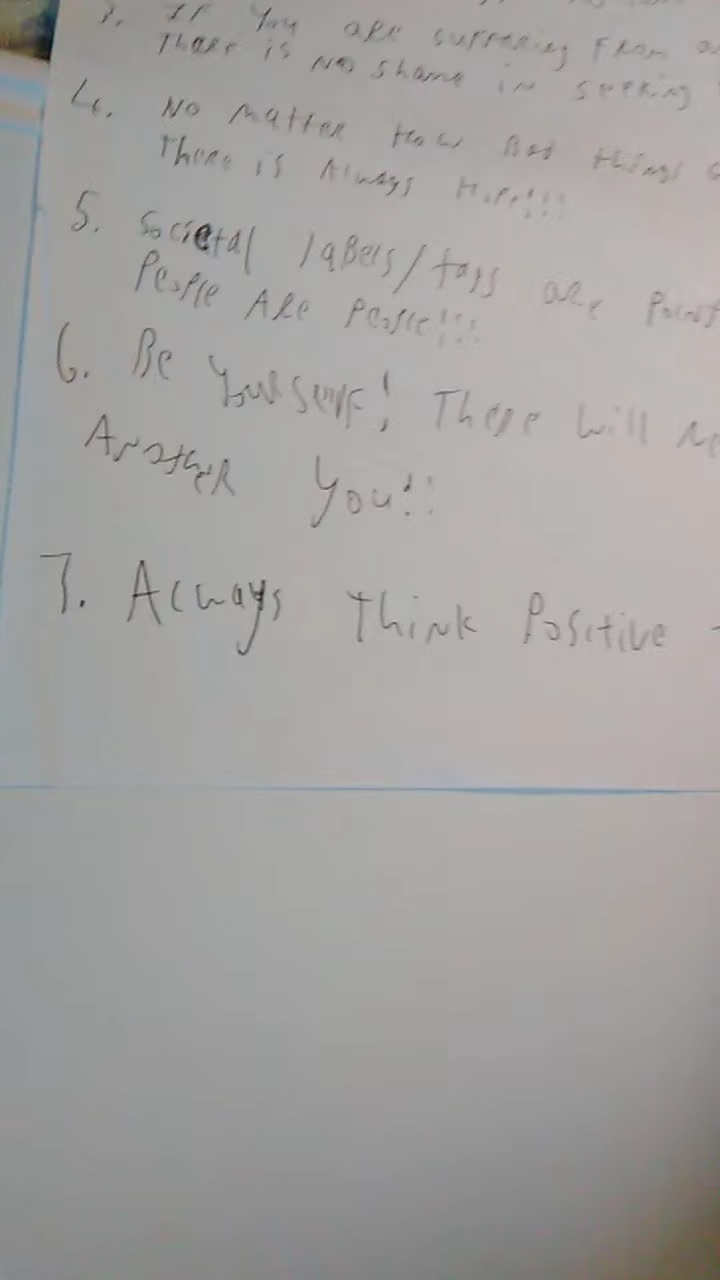 3. If You are suffering From
There is No shame in seeking
4. No matter How Bad things
There is Always Hope!!!
5. Societal labels/tags are
People Are People!!!
6. Be Yourself! There will
Another You!!
7. Always Think Positive